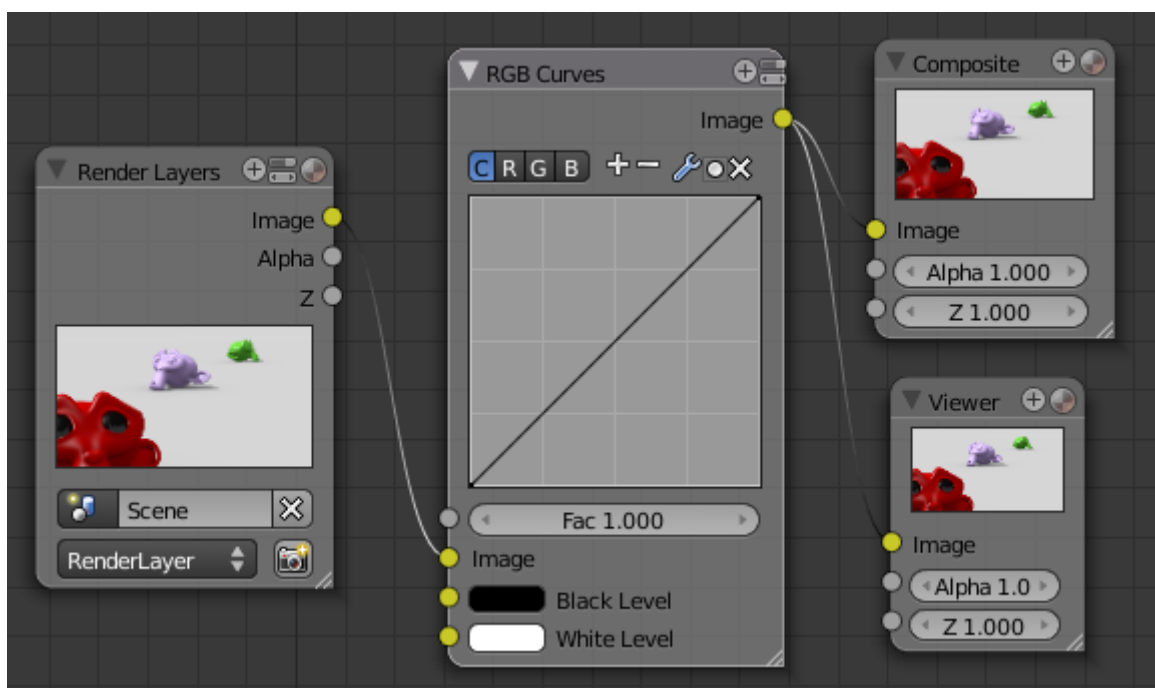 Render Layers
Image
Alpha
Z
Scene
RenderLayer
RGB Curves
Image
C R G B
Fac 1.000
Image
Black Level
White Level
Composite
Image
Alpha 1.000
Z 1.000
Viewer
Image
Alpha 1.0
Z 1.000